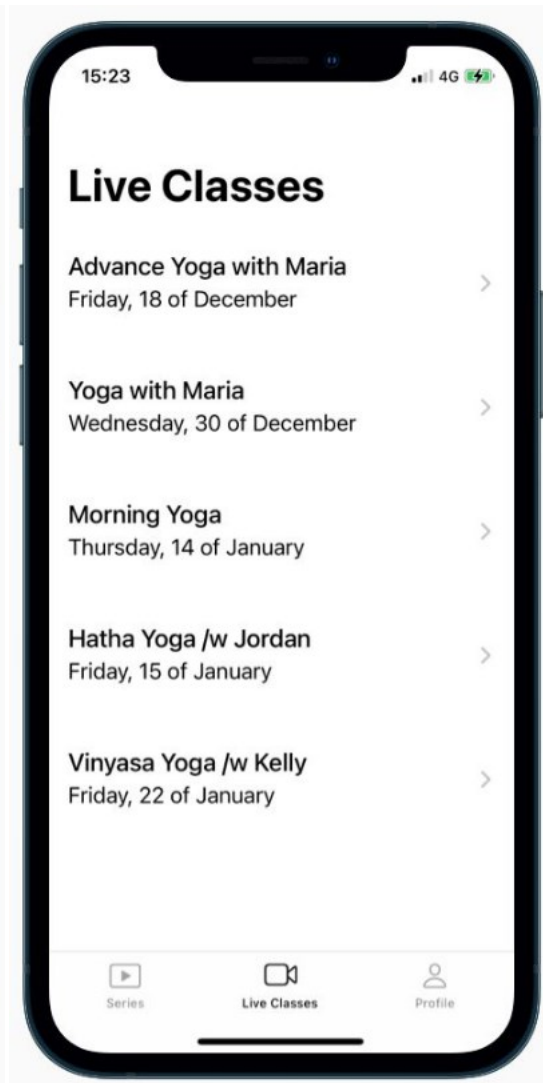 15:23
4G
Live Classes
Advance Yoga with Maria
Friday, 18 of December
Yoga with Maria
Wednesday, 30 of December
Morning Yoga
Thursday, 14 of January
Hatha Yoga /w Jordan
Friday, 15 of January
Vinyasa Yoga /w Kelly
Friday, 22 of January
Series
Live Classes
Profile